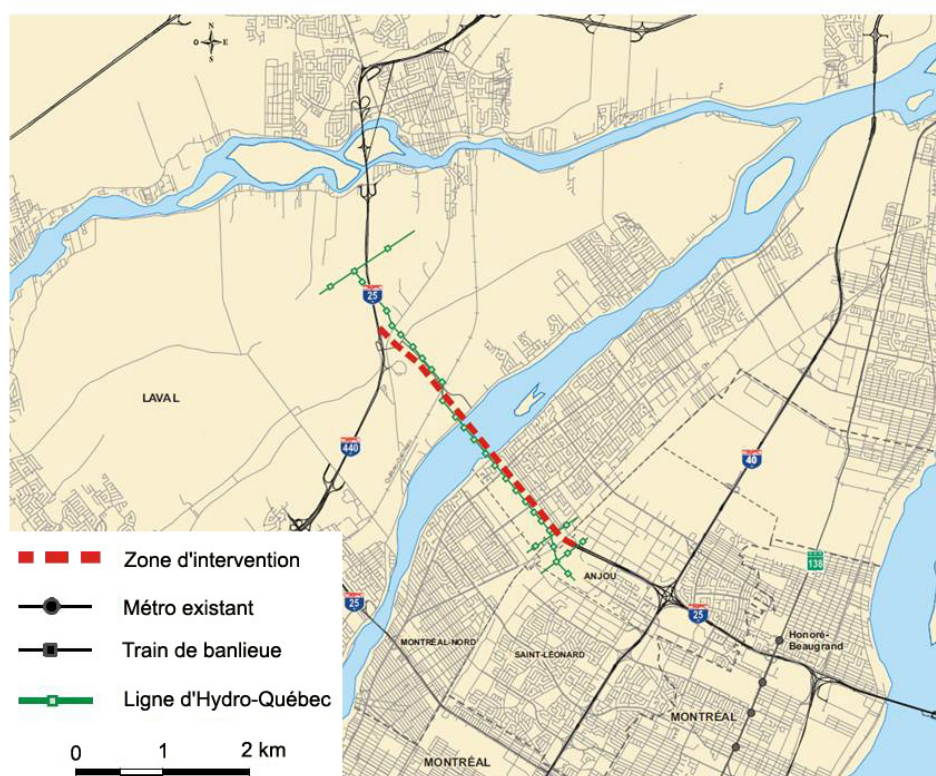 N
O E
S
25
LAVAL
440
40
138
ANJOU
25
25
Honoré-
Beaugrand
MONTRÉAL-NORD
SAINT-LÉONARD
MONTRÉAL
MONTRÉAL
Zone d'intervention
Métro existant
Train de banlieue
Ligne d'Hydro-Québec
0 1 2 km